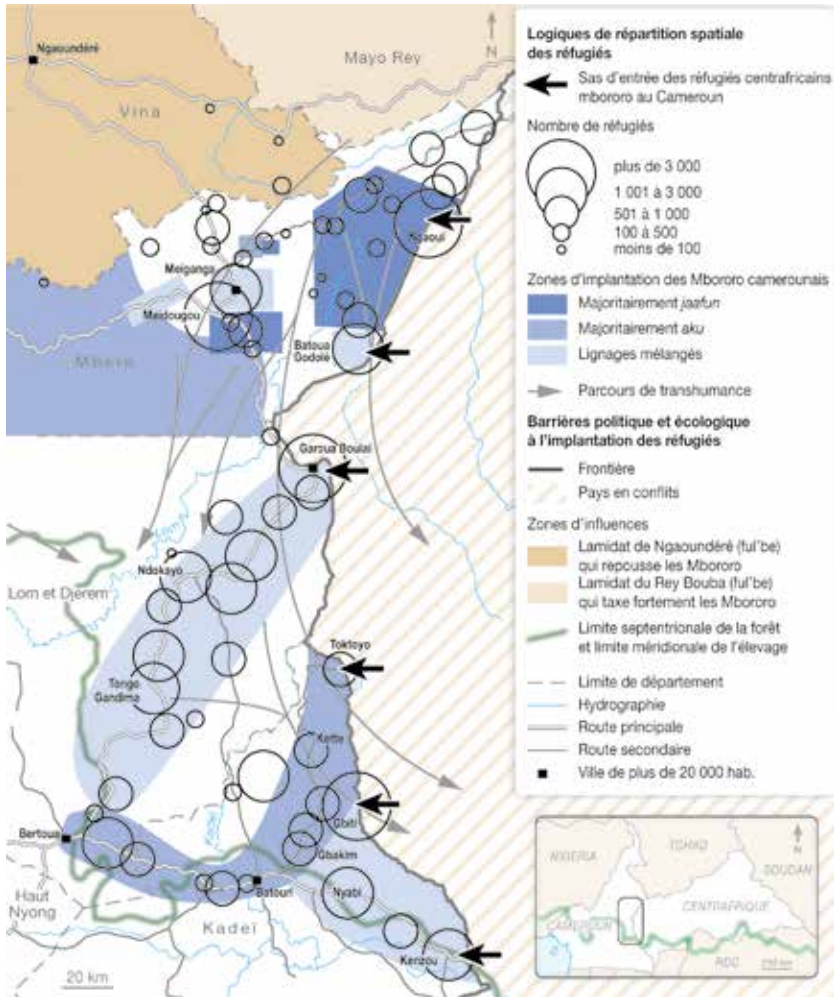 Ngaoundéré
Mayo Rey
N
Vina
Ngaoui
Meiganga
Meidougou
Batoua
Godolé
Mbéré
Garoua Boulaï
Lom
Ndokayo
Lom et Djerem
Toktoyo
Tongo
Gandima
Kette
Gbiti
Bertoua
Gbakim
Haut
Nyong
Batouri
Nyabi
Kadeï
Kenzou
20 km
Logiques de répartition spatiale
des réfugiés
Sas d'entrée des réfugiés centrafricains
mbororo au Cameroun
Nombre de réfugiés
plus de 3 000
1 001 à 3 000
501 à 1 000
100 à 500
moins de 100
Zones d'implantation des Mbororo camerounais
Majoritairement jaafun
Majoritairement aku
Lignages mélangés
Parcours de transhumance
Barrières politique et écologique
à l'implantation des réfugiés
Frontière
Pays en conflits
Zones d'influences
Lamidat de Ngaoundéré (ful'be)
qui repousse les Mbororo
Lamidat du Rey Bouba (ful'be)
qui taxe fortement les Mbororo
Limite septentrionale de la forêt
et limite méridionale de l'élevage
Limite de département
Hydrographie
Route principale
Route secondaire
Ville de plus de 20 000 hab.
N
NIGERIA
TCHAD
SOUDAN
CENTRAFRIQUE
CAMEROUN
RDC